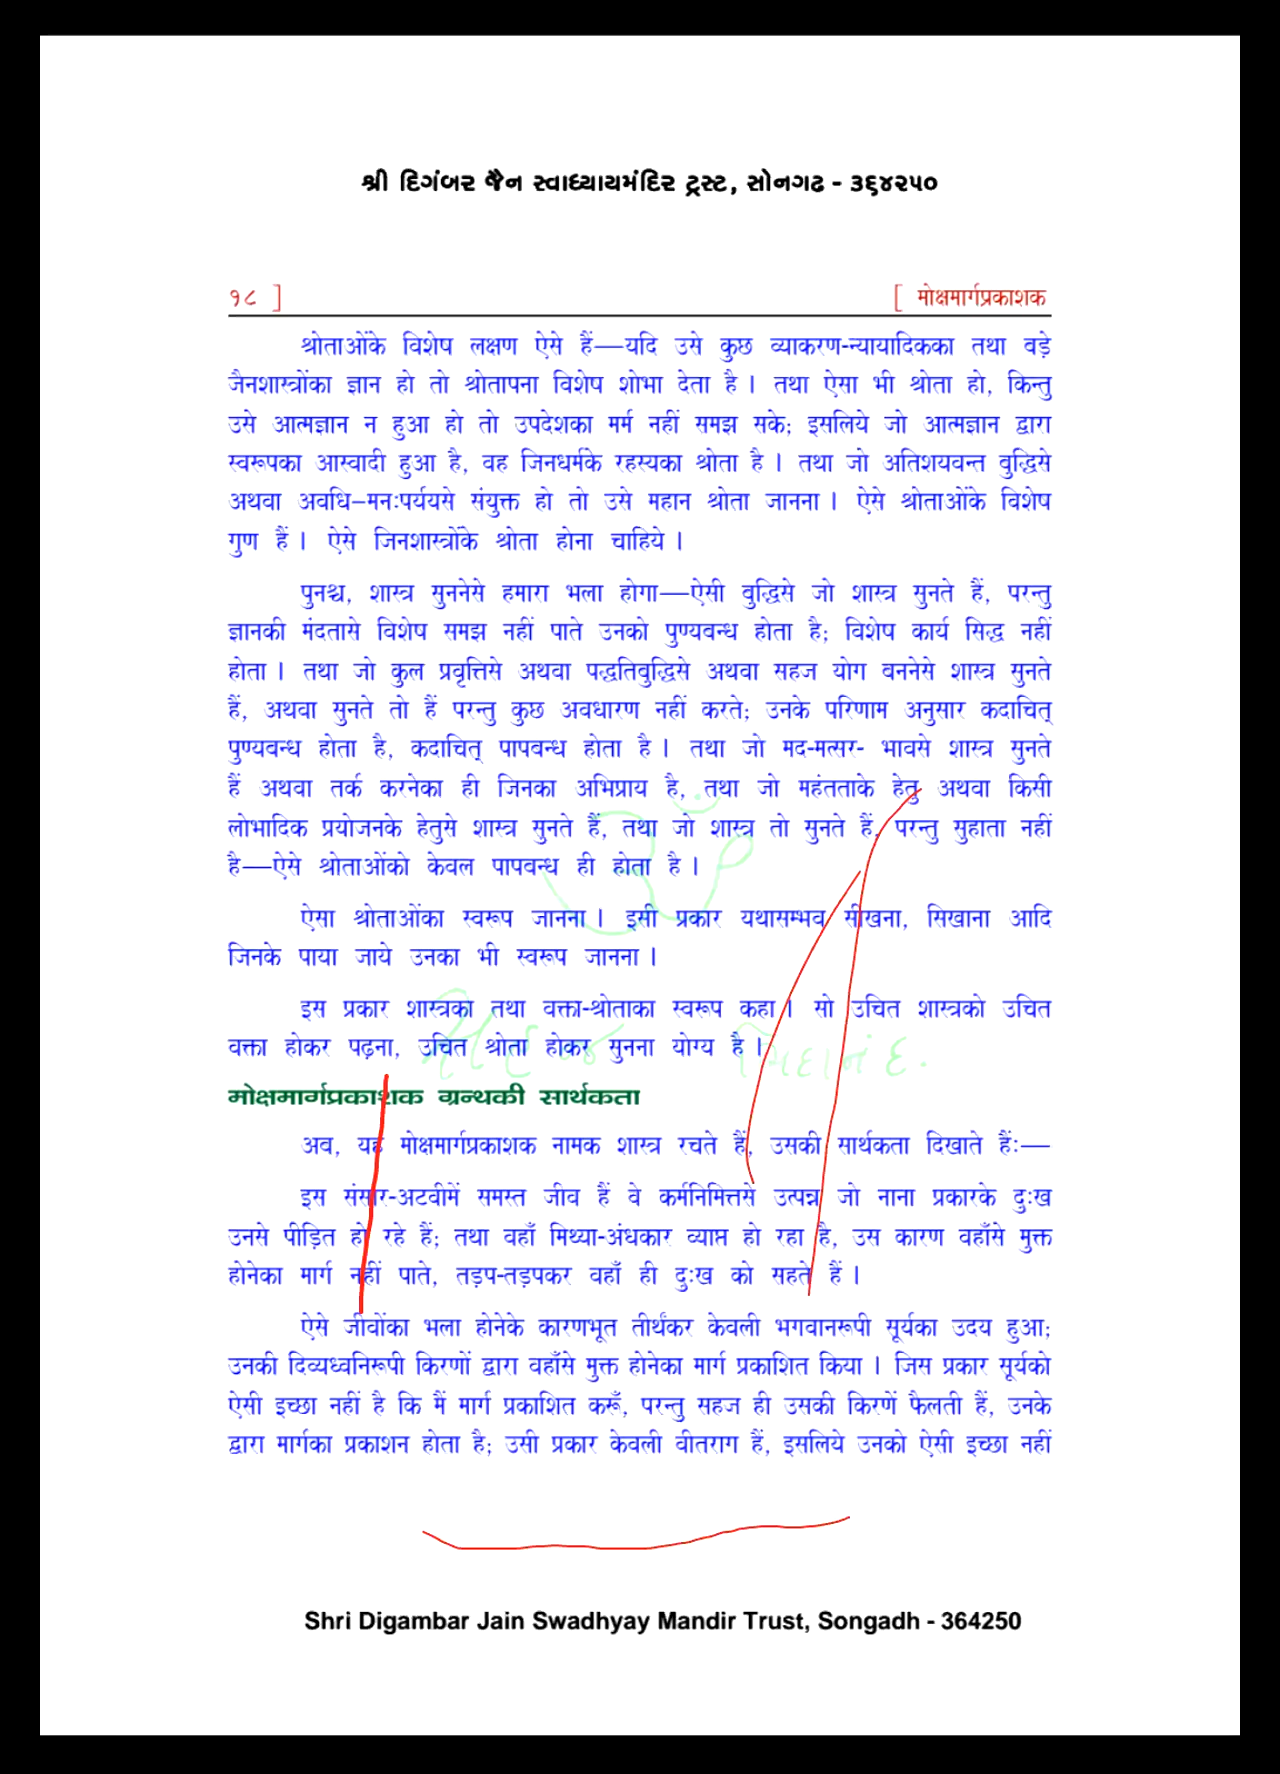 શ્રી દિગંબર જૈન સ્વાધ્યાયમંદિર ટ્રસ્ટ, સોનગઢ - ૩૬૪૨૫૦
१८ ]
[ मोक्षमार्गप्रकाशक
श्रोताओंके विशेष लक्षण ऐसे हैं—यदि उसे कुछ व्याकरण-न्यायादिकका तथा बड़े
जैनशास्त्रोंका ज्ञान हो तो श्रोतापना विशेष शोभा देता है। तथा ऐसा भी श्रोता हो, किन्तु
उसे आत्मज्ञान न हुआ हो तो उपदेशका मर्म नहीं समझ सके; इसलिये जो आत्मज्ञान द्वारा
स्वरूपका आस्वादी हुआ है, वह जिनधर्मके रहस्यका श्रोता है। तथा जो अतिशयवन्त बुद्धिसे
अथवा अवधि–मनःपर्ययसे संयुक्त हो तो उसे महान श्रोता जानना। ऐसे श्रोताओंके विशेष
गुण हैं। ऐसे जिनशास्त्रोंके श्रोता होना चाहिये।
पुनश्च, शास्त्र सुननेसे हमारा भला होगा—ऐसी बुद्धिसे जो शास्त्र सुनते हैं, परन्तु
ज्ञानकी मंदतासे विशेष समझ नहीं पाते उनको पुण्यबन्ध होता है; विशेष कार्य सिद्ध नहीं
होता। तथा जो कुल प्रवृत्तिसे अथवा पद्धतिबुद्धिसे अथवा सहज योग बननेसे शास्त्र सुनते
हैं, अथवा सुनते तो हैं परन्तु कुछ अवधारण नहीं करते; उनके परिणाम अनुसार कदाचित्
पुण्यबन्ध होता है, कदाचित् पापबन्ध होता है। तथा जो मद-मत्सर- भावसे शास्त्र सुनते
हैं अथवा तर्क करनेका ही जिनका अभिप्राय है, तथा जो महंतताके हेतु अथवा किसी
लोभादिक प्रयोजनके हेतुसे शास्त्र सुनते हैं, तथा जो शास्त्र तो सुनते हैं, परन्तु सुहाता नहीं
है—ऐसे श्रोताओंको केवल पापबन्ध ही होता है।
ऐसा श्रोताओंका स्वरूप जानना। इसी प्रकार यथासम्भव सीखना, सिखाना आदि
जिनके पाया जाये उनका भी स्वरूप जानना।
इस प्रकार शास्त्रका तथा वक्ता-श्रोताका स्वरूप कहा। सो उचित शास्त्रको उचित
वक्ता होकर पढ़ना, उचित श्रोता होकर सुनना योग्य है।
मोक्षमार्गप्रकाशक ग्रन्थकी सार्थकता
अब, यह मोक्षमार्गप्रकाशक नामक शास्त्र रचते हैं, उसकी सार्थकता दिखाते हैंः—
इस संसार-अटवीमें समस्त जीव हैं वे कर्मनिमित्तसे उत्पन्न जो नाना प्रकारके दुःख
उनसे पीड़ित हो रहे हैं; तथा वहाँ मिथ्या-अंधकार व्याप्त हो रहा है, उस कारण वहाँसे मुक्त
होनेका मार्ग नहीं पाते, तड़प-तड़पकर वहाँ ही दुःख को सहते हैं।
ऐसे जीवोंका भला होनेके कारणभूत तीर्थंकर केवली भगवानरूपी सूर्यका उदय हुआ;
उनकी दिव्यध्वनिरूपी किरणों द्वारा वहाँसे मुक्त होनेका मार्ग प्रकाशित किया। जिस प्रकार सूर्यको
ऐसी इच्छा नहीं है कि मैं मार्ग प्रकाशित करूँ, परन्तु सहज ही उसकी किरणें फैलती हैं, उनके
द्वारा मार्गका प्रकाशन होता है; उसी प्रकार केवली वीतराग हैं, इसलिये उनको ऐसी इच्छा नहीं
Shri Digambar Jain Swadhyay Mandir Trust, Songadh - 364250